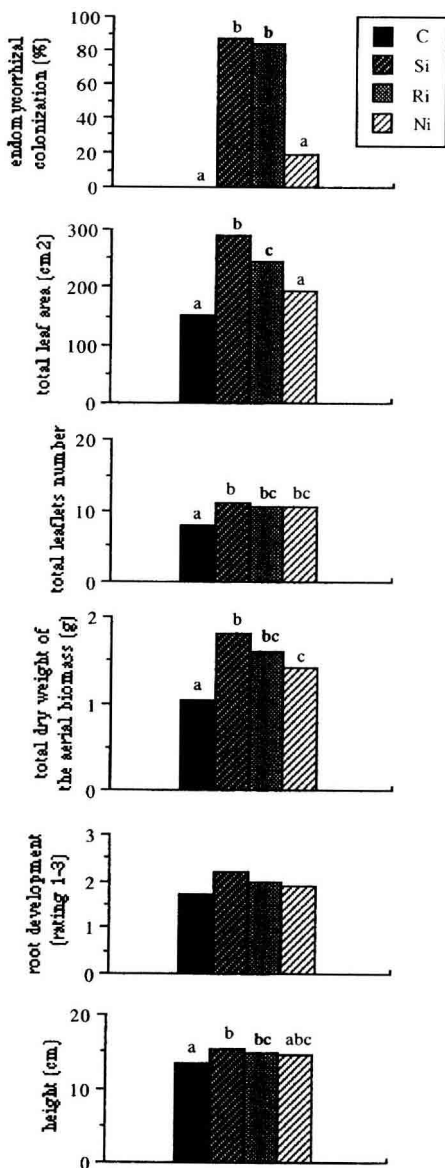 endomycorrhizal
colonization (%)
100
80
60
40
20
0
a
b
b
a
C
Si
Ri
Ni
total leaf area (cm2)
300
200
100
0
a
b
c
a
total leaflets number
20
10
0
a
b
bc
bc
total dry weight of
the aerial biomass (g)
2
1
0
a
b
bc
c
root development
(rating 1-3)
3
2
1
0
height (cm)
20
10
0
a
b
bc
abc